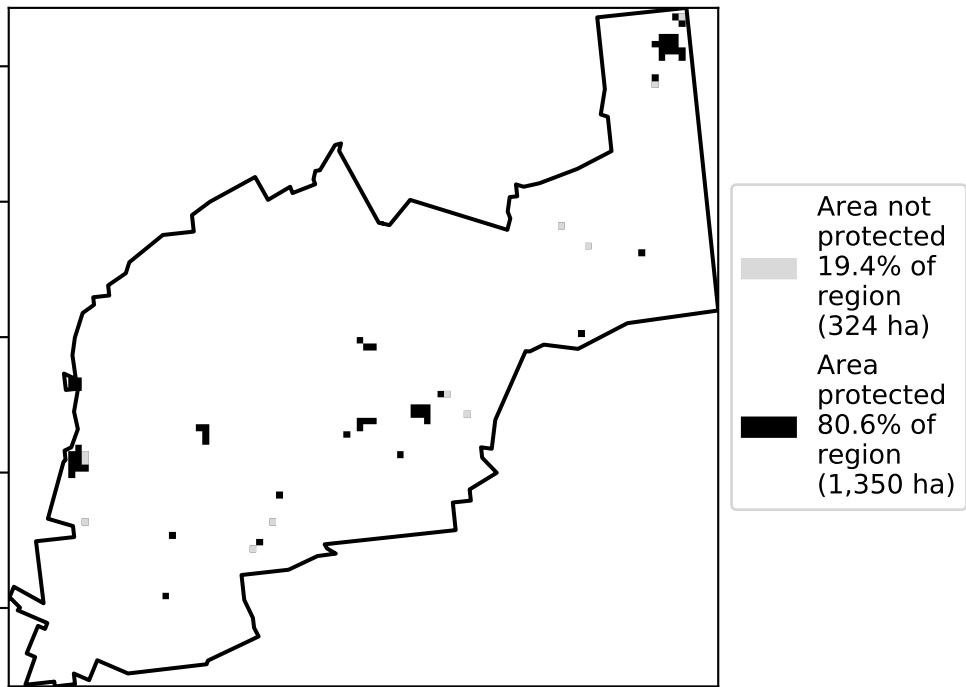 Area not
protected
19.4% of
region
(324 ha)
Area
protected
80.6% of
region
(1,350 ha)